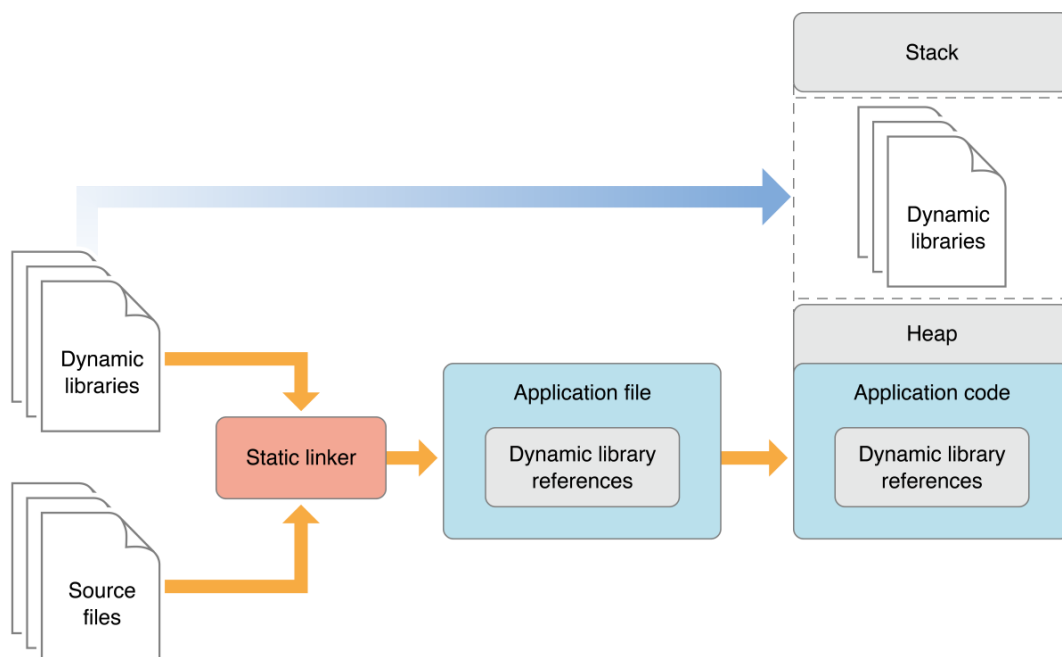 Stack
Dynamic
libraries
Heap
Dynamic
libraries
Static linker
Application file
Dynamic library
references
Application code
Dynamic library
references
Source
files